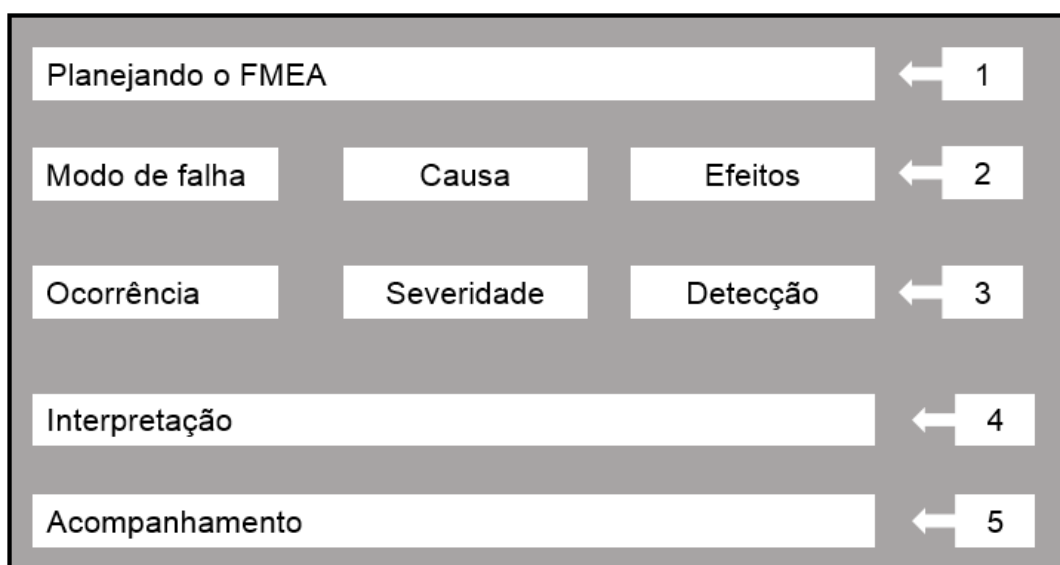 Planejando o FMEA 1
Modo de falha Causa Efeitos 2
Ocorrência Severidade Detecção 3
Interpretação 4
Acompanhamento 5